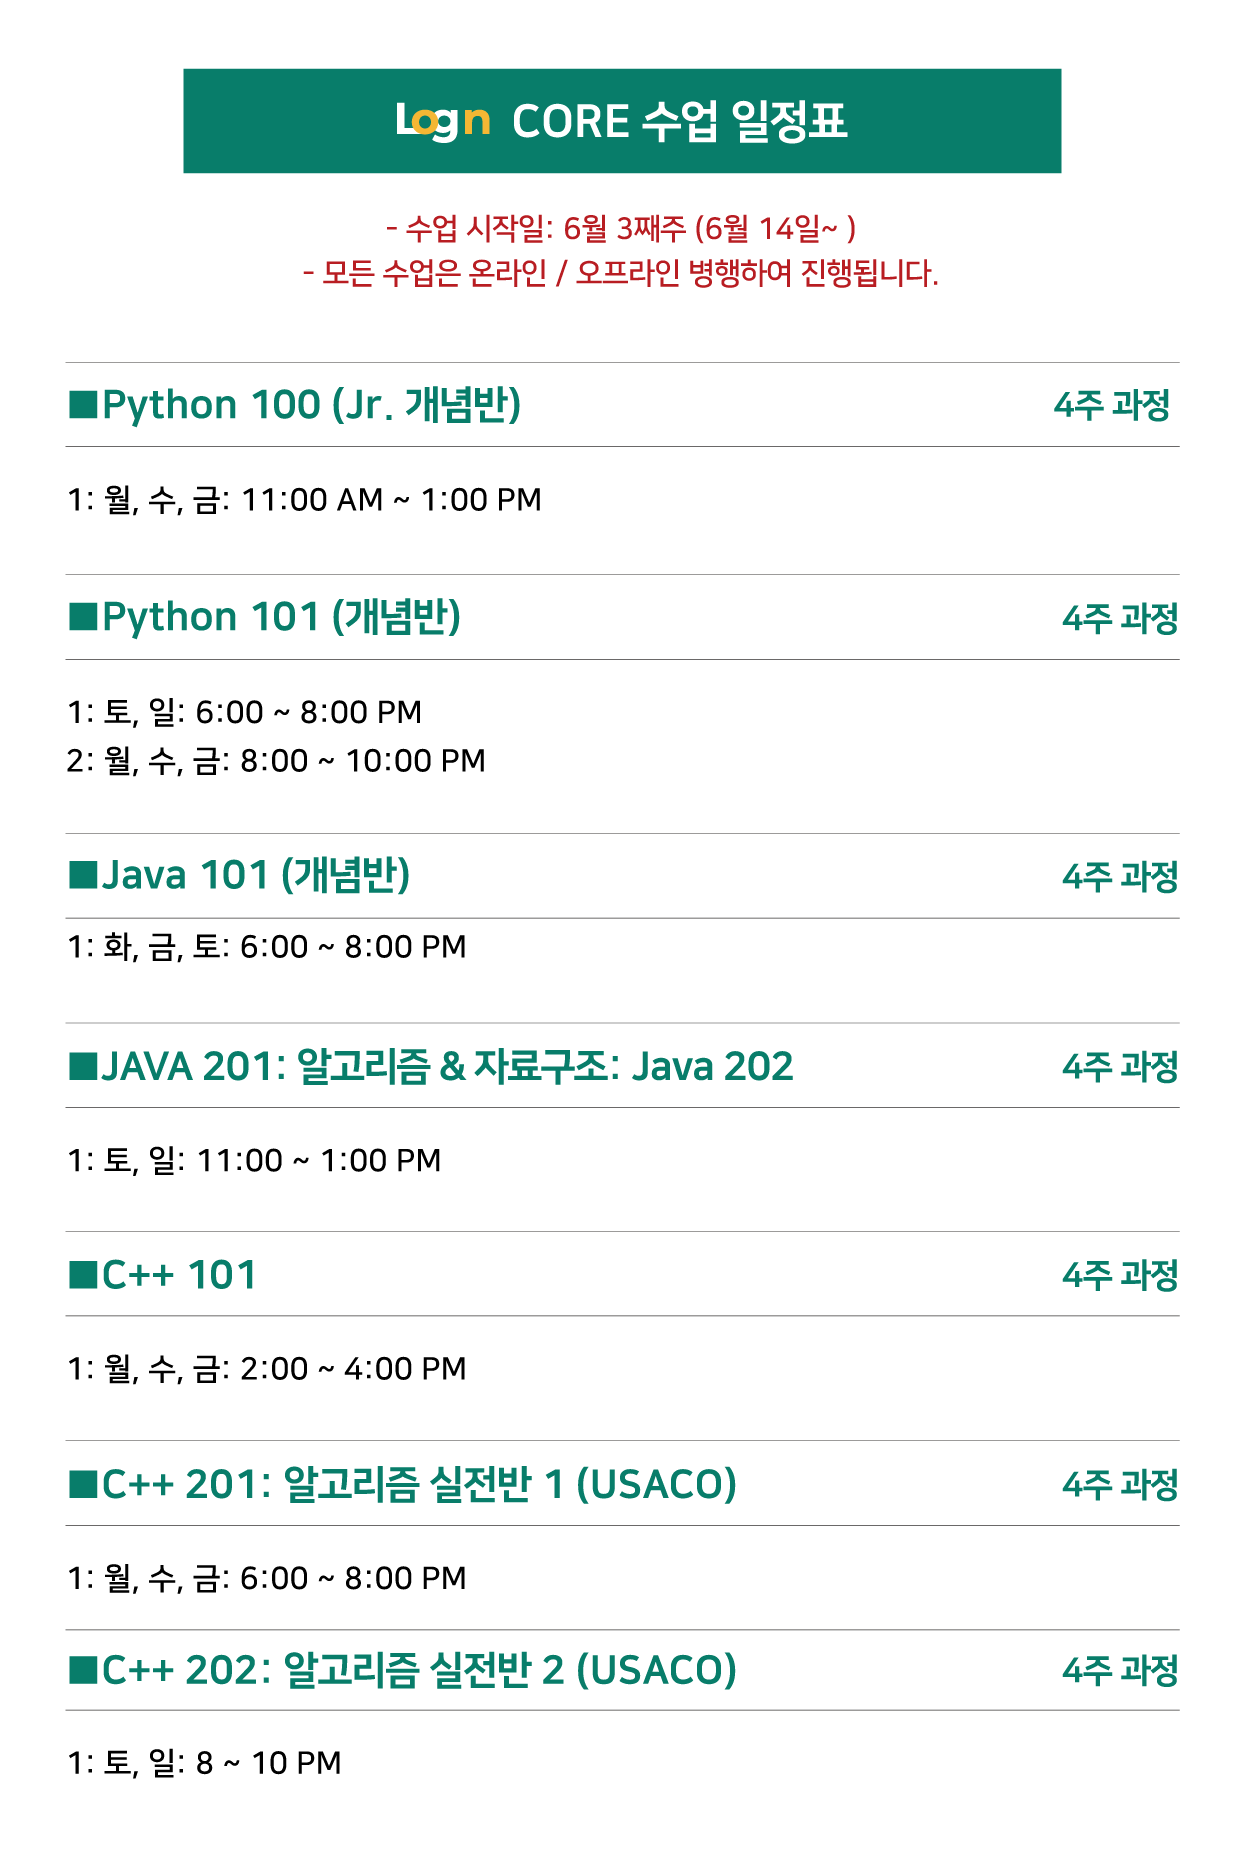 Logn CORE 수업 일정표
- 수업 시작일: 6월 3째주 (6월 14일~ )
- 모든 수업은 온라인 / 오프라인 병행하여 진행됩니다.
■Python 100 (Jr. 개념반) 4주 과정
1: 월, 수, 금: 11:00 AM ~ 1:00 PM
■Python 101 (개념반) 4주 과정
1: 토, 일: 6:00 ~ 8:00 PM
2: 월, 수, 금: 8:00 ~ 10:00 PM
■Java 101 (개념반) 4주 과정
1: 화, 금, 토: 6:00 ~ 8:00 PM
■JAVA 201: 알고리즘 & 자료구조: Java 202 4주 과정
1: 토, 일: 11:00 ~ 1:00 PM
■C++ 101 4주 과정
1: 월, 수, 금: 2:00 ~ 4:00 PM
■C++ 201: 알고리즘 실전반 1 (USACO) 4주 과정
1: 월, 수, 금: 6:00 ~ 8:00 PM
■C++ 202: 알고리즘 실전반 2 (USACO) 4주 과정
1: 토, 일: 8 ~ 10 PM